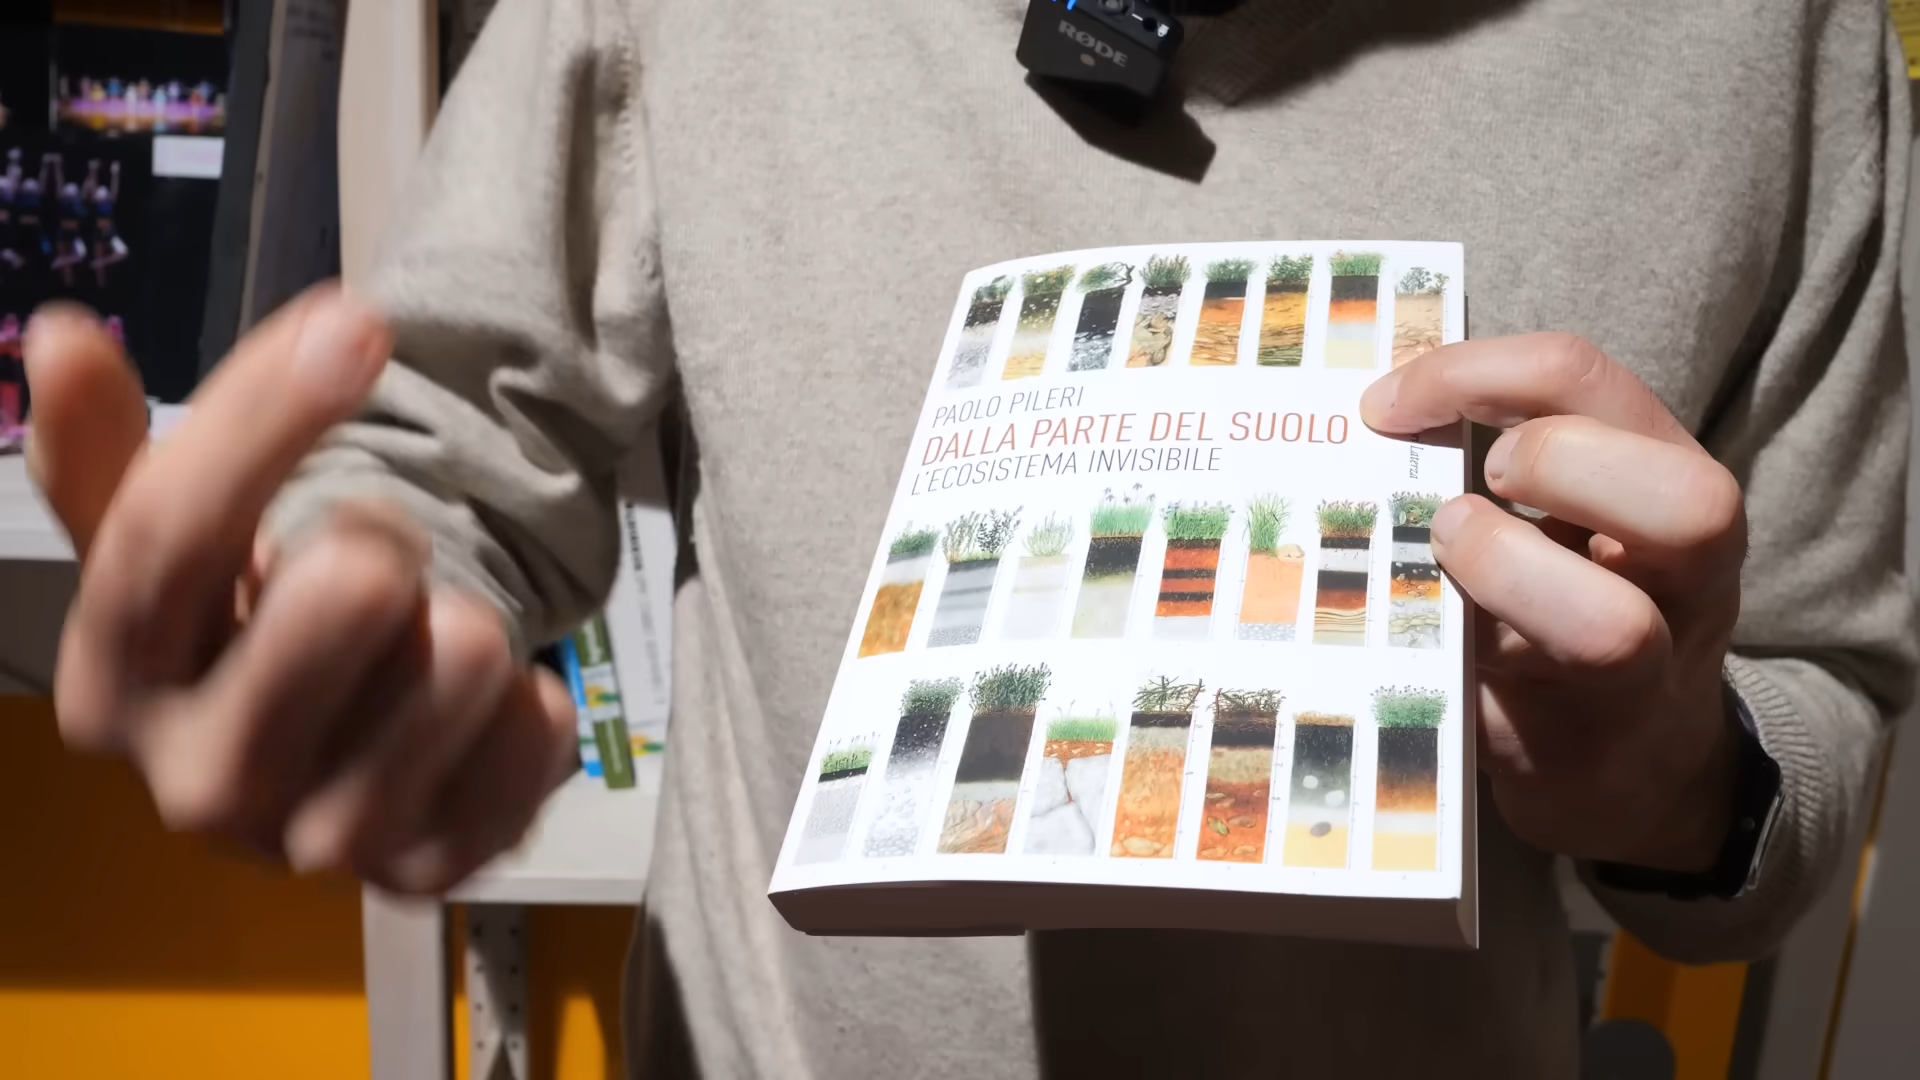 RØDE
PAOLO PILERI
DALLA PARTE DEL SUOLO
L'ECOSISTEMA INVISIBILE
Laterza